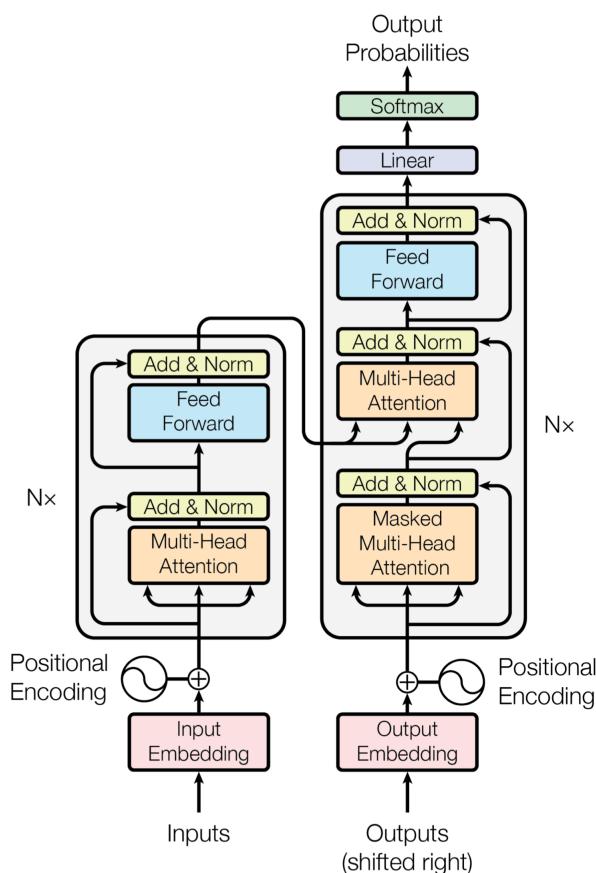 Output
Probabilities
Softmax
Linear
Add & Norm
Feed
Forward
Add & Norm
Multi-Head
Attention
Add & Norm
Masked
Multi-Head
Attention
N×
Add & Norm
Feed
Forward
Add & Norm
Multi-Head
Attention
N×
Positional
Encoding
Input
Embedding
Inputs
Positional
Encoding
Output
Embedding
Outputs
(shifted right)